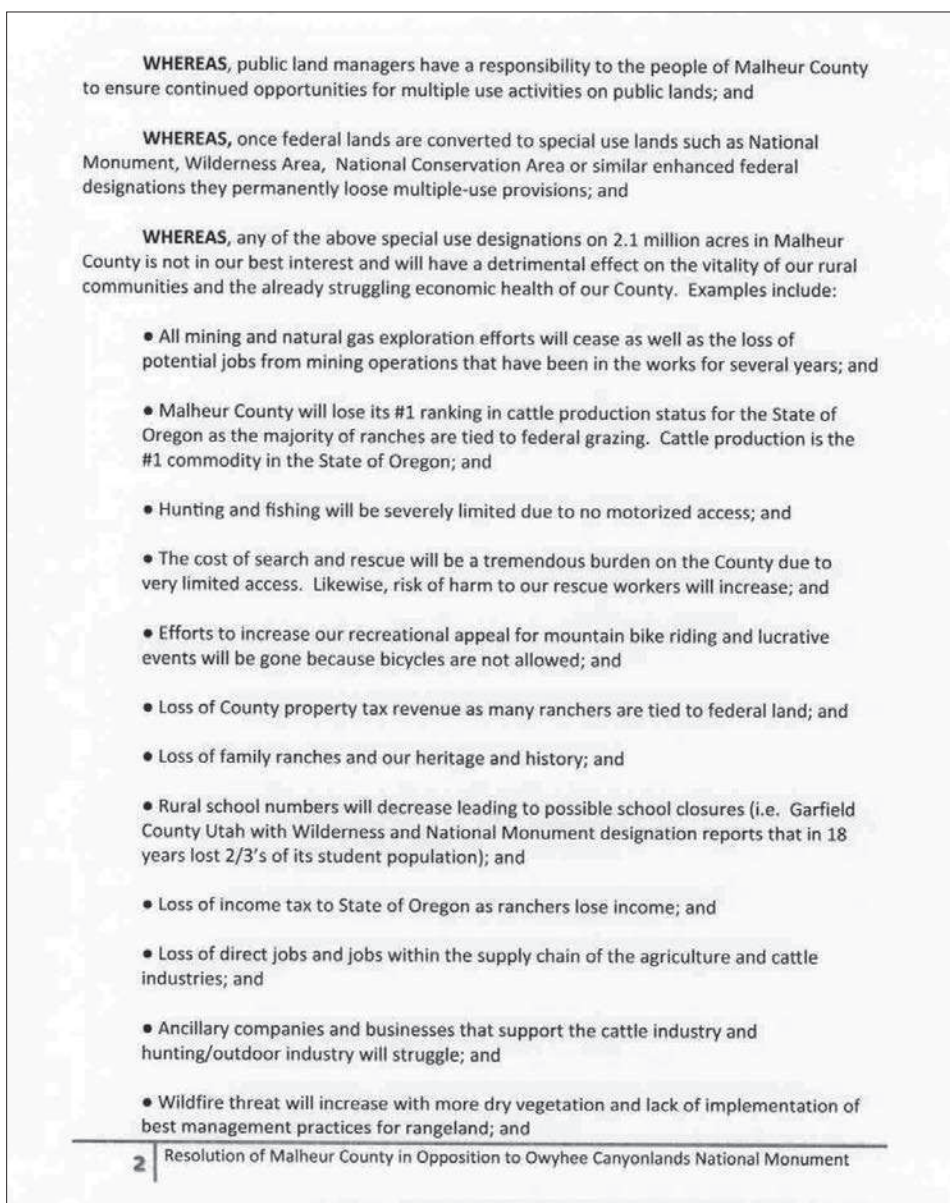 WHEREAS, public land managers have a responsibility to the people of Malheur County
to ensure continued opportunities for multiple use activities on public lands; and
WHEREAS, once federal lands are converted to special use lands such as National
Monument, Wilderness Area, National Conservation Area or similar enhanced federal
designations they permanently loose multiple-use provisions; and
WHEREAS, any of the above special use designations on 2.1 million acres in Malheur
County is not in our best interest and will have a detrimental effect on the vitality of our rural
communities and the already struggling economic health of our County. Examples include:
● All mining and natural gas exploration efforts will cease as well as the loss of
potential jobs from mining operations that have been in the works for several years; and
● Malheur County will lose its #1 ranking in cattle production status for the State of
Oregon as the majority of ranches are tied to federal grazing. Cattle production is the
#1 commodity in the State of Oregon; and
● Hunting and fishing will be severely limited due to no motorized access; and
● The cost of search and rescue will be a tremendous burden on the County due to
very limited access. Likewise, risk of harm to our rescue workers will increase; and
● Efforts to increase our recreational appeal for mountain bike riding and lucrative
events will be gone because bicycles are not allowed; and
● Loss of County property tax revenue as many ranchers are tied to federal land; and
● Loss of family ranches and our heritage and history; and
● Rural school numbers will decrease leading to possible school closures (i.e. Garfield
County Utah with Wilderness and National Monument designation reports that in 18
years lost 2/3's of its student population); and
● Loss of income tax to State of Oregon as ranchers lose income; and
● Loss of direct jobs and jobs within the supply chain of the agriculture and cattle
industries; and
● Ancillary companies and businesses that support the cattle industry and
hunting/outdoor industry will struggle; and
● Wildfire threat will increase with more dry vegetation and lack of implementation of
best management practices for rangeland; and
2 Resolution of Malheur County in Opposition to Owyhee Canyonlands National Monument